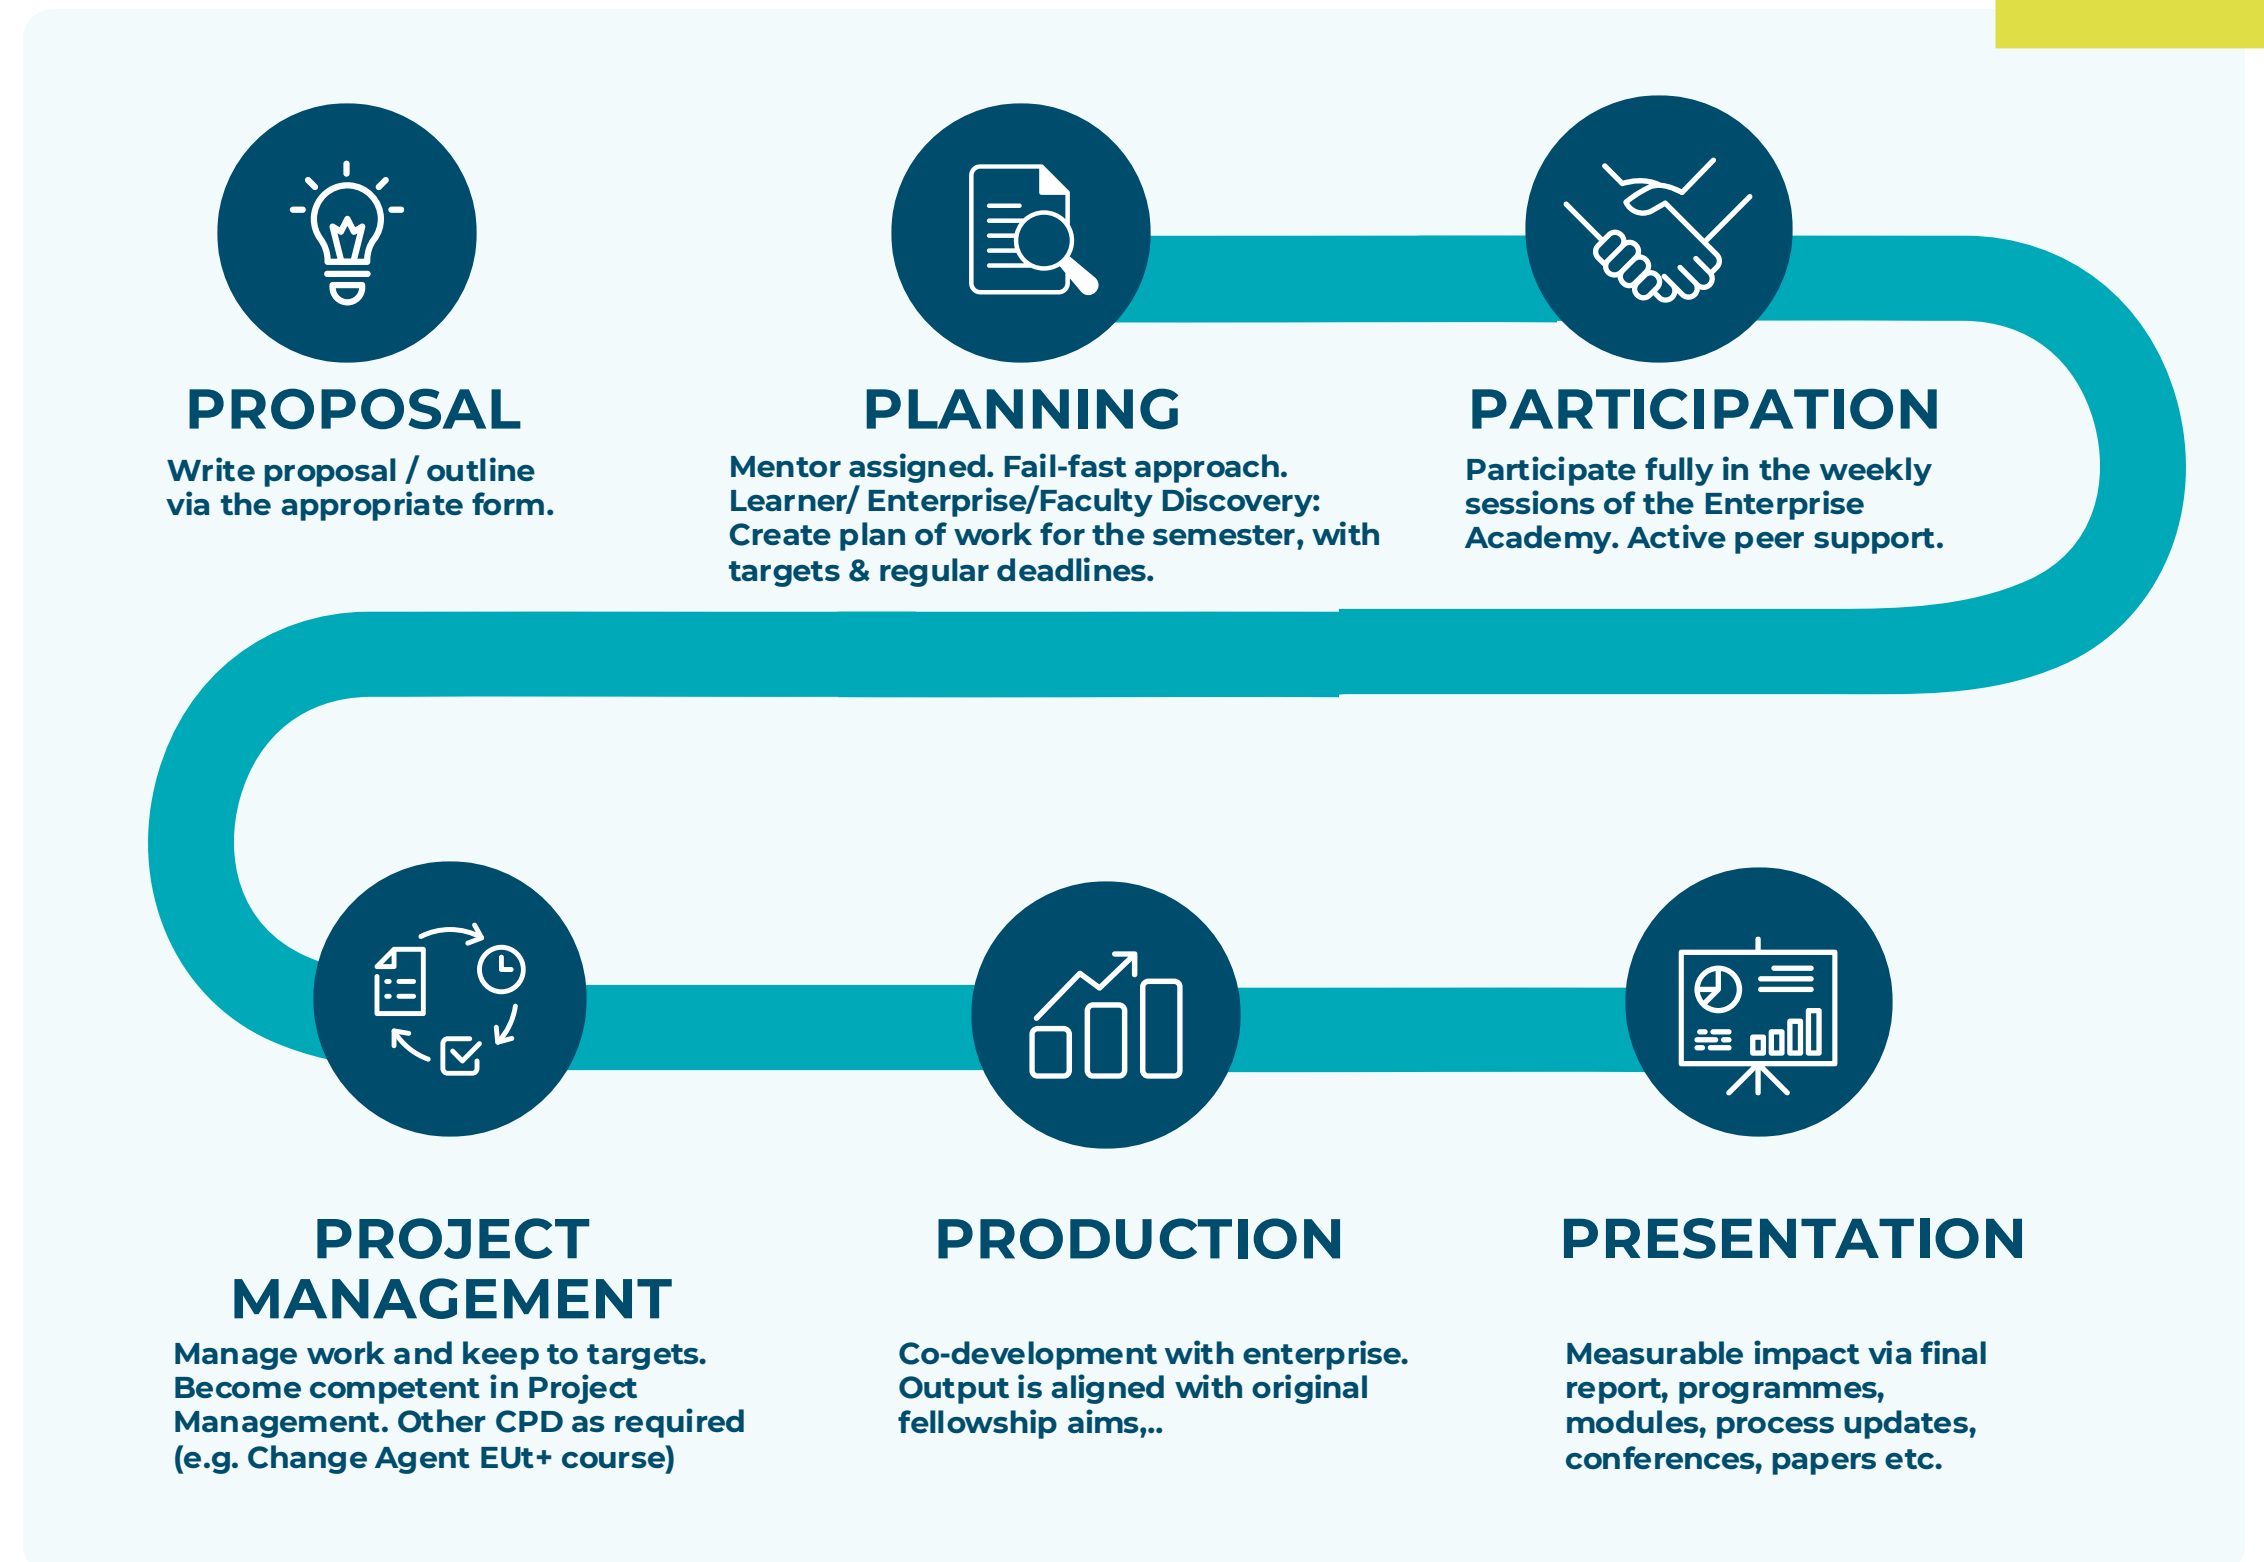 PROPOSAL
Write proposal / outline
via the appropriate form.
PLANNING
Mentor assigned. Fail-fast approach.
Learner/ Enterprise/Faculty Discovery:
Create plan of work for the semester, with
targets & regular deadlines.
PARTICIPATION
Participate fully in the weekly
sessions of the Enterprise
Academy. Active peer support.
PROJECT
MANAGEMENT
Manage work and keep to targets.
Become competent in Project
Management. Other CPD as required
(e.g. Change Agent EUt+ course)
PRODUCTION
Co-development with enterprise.
Output is aligned with original
fellowship aims,..
PRESENTATION
Measurable impact via final
report, programmes,
modules, process updates,
conferences, papers etc.